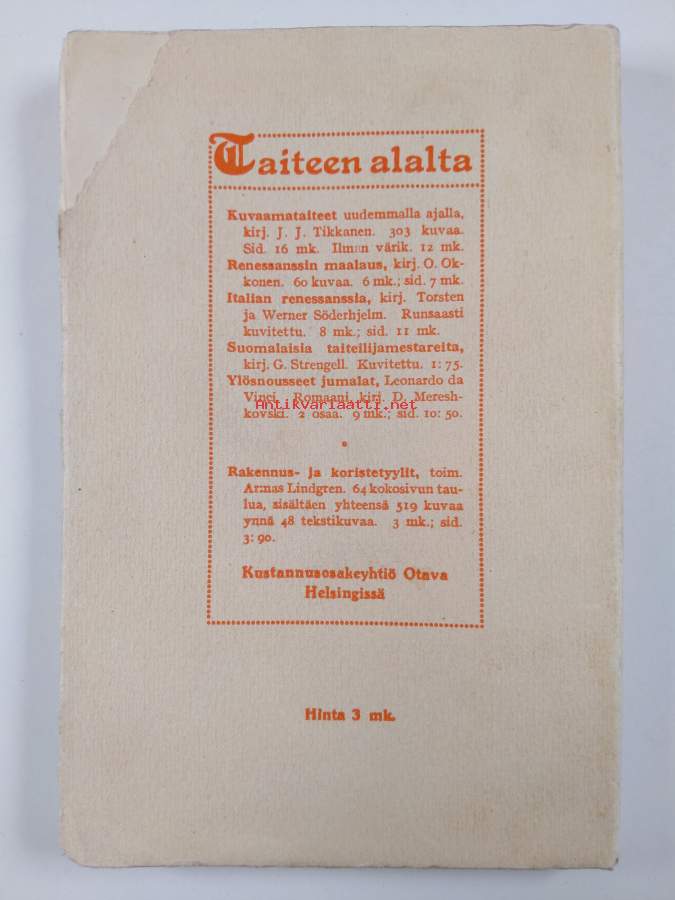 Taiteen alalta
Kuvaamataiteet uudemmalla ajalla,
kirj. J. J. Tikkanen. 303 kuvaa.
Sid. 16 mk. Ilman värik. 12 mk.
Renessanssin maalaus, kirj. O. Ok-
konen. 60 kuvaa. 6 mk.; sid. 7 mk.
Italian renessanssia, kirj. Torsten
ja Werner Söderhjelm. Runsaasti
kuvitettu. 8 mk.; sid. 11 mk.
Suomalaisia taiteilijamestareita,
kirj. G. Strengell. Kuvitettu. 1: 75.
Ylösnousseet jumalat, Leonardo da
Vinci. Romaani, kirj. D. Meresh-
Antikvariaatti.net
kovski. 2 osaa. 9 mk.; sid. 10: 50.
Rakennus- ja koristetyylit, toim.
Armas Lindgren. 64 kokosivun tau-
lua, sisältäen yhteensä 519 kuvaa
ynnä 48 tekstikuvaa. 3 mk.; sid.
3: 90.
Kustannusosakeyhtiö Otava
Helsingissä
Hinta 3 mk.